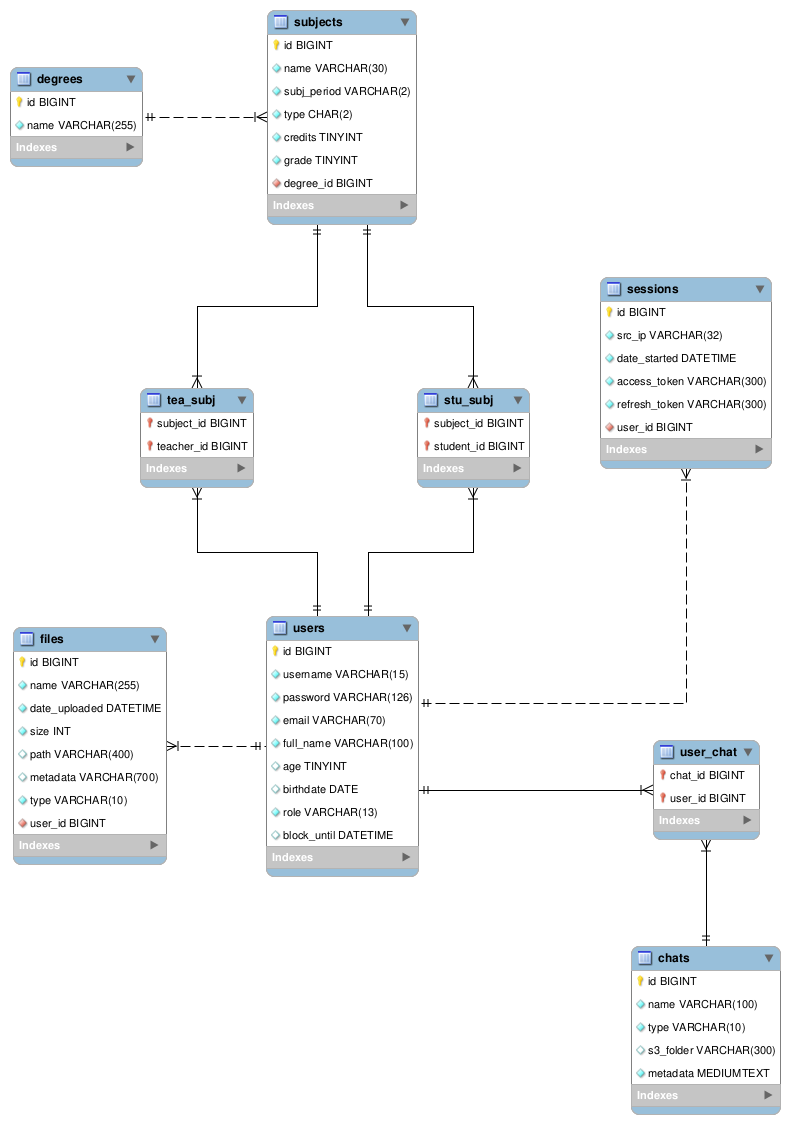 subjects
id BIGINT
name VARCHAR(30)
subj_period VARCHAR(2)
type CHAR(2)
credits TINYINT
grade TINYINT
degree_id BIGINT
Indexes
degrees
id BIGINT
name VARCHAR(255)
Indexes
sessions
id BIGINT
src_ip VARCHAR(32)
date_started DATETIME
access_token VARCHAR(300)
refresh_token VARCHAR(300)
user_id BIGINT
Indexes
tea_subj
subject_id BIGINT
teacher_id BIGINT
Indexes
stu_subj
subject_id BIGINT
student_id BIGINT
Indexes
files
id BIGINT
name VARCHAR(255)
date_uploaded DATETIME
size INT
path VARCHAR(400)
metadata VARCHAR(700)
type VARCHAR(10)
user_id BIGINT
Indexes
users
id BIGINT
username VARCHAR(15)
password VARCHAR(126)
email VARCHAR(70)
full_name VARCHAR(100)
age TINYINT
birthdate DATE
role VARCHAR(13)
block_until DATETIME
Indexes
user_chat
chat_id BIGINT
user_id BIGINT
Indexes
chats
id BIGINT
name VARCHAR(100)
type VARCHAR(10)
s3_folder VARCHAR(300)
metadata MEDIUMTEXT
Indexes